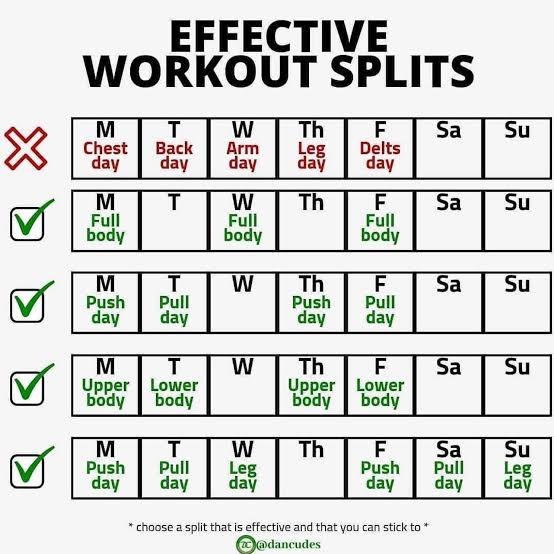 EFFECTIVE
WORKOUT SPLITS
M T W Th F Sa Su
Chest Back Arm Leg Delts
day day day day day
M T W Th F Sa Su
Full Full Full
body body body
M T W Th F Sa Su
Push Pull Push Pull
day day day day
M T W Th F Sa Su
Upper Lower Upper Lower
body body body body
M T W Th F Sa Su
Push Pull Leg Push Pull Leg
day day day day day day
* choose a split that is effective and that you can stick to *
DC @dancudes